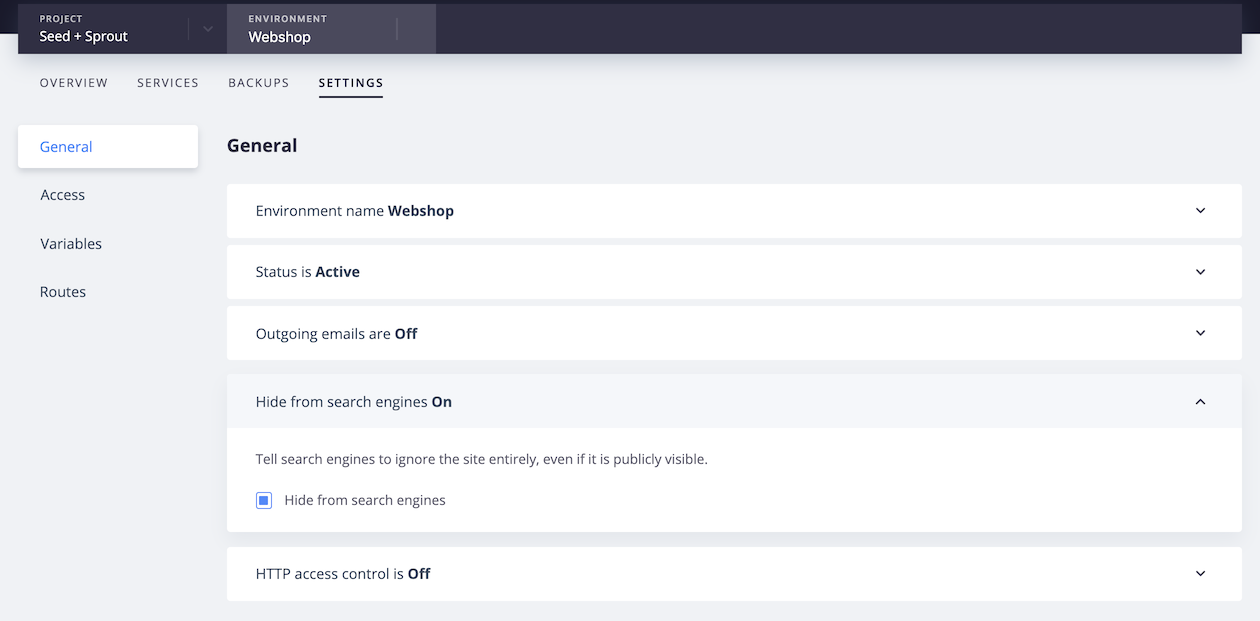 PROJECT
Seed + Sprout
ENVIRONMENT
Webshop
OVERVIEW SERVICES BACKUPS SETTINGS
General
Access
Variables
Routes
General
Environment name Webshop
Status is Active
Outgoing emails are Off
Hide from search engines On
Tell search engines to ignore the site entirely, even if it is publicly visible.
Hide from search engines
HTTP access control is Off